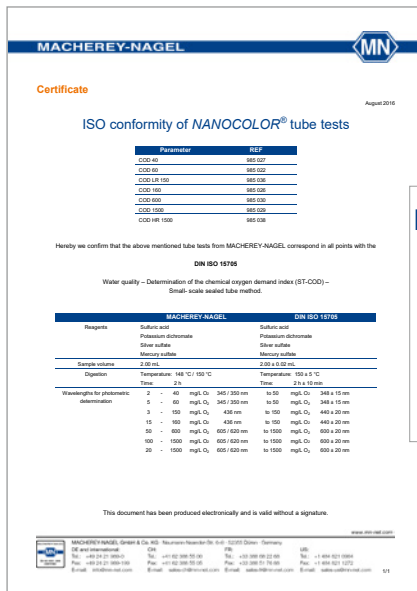 MACHEREY-NAGEL
MN
Certificate
August 2016
ISO conformity of NANOCOLOR® tube tests
Parameter REF
COD 40 985 027
COD 60 985 022
COD LR 150 985 036
COD 160 985 026
COD 600 985 030
COD 1500 985 029
COD HR 1500 985 038
Hereby we confirm that the above mentioned tube tests from MACHEREY-NAGEL correspond in all points with the
DIN ISO 15705
Water quality – Determination of the chemical oxygen demand index (ST-COD) –
Small- scale sealed tube method.
MACHEREY-NAGEL DIN ISO 15705
Reagents Sulfuric acid Sulfuric acid
Potassium dichromate Potassium dichromate
Silver sulfate Silver sulfate
Mercury sulfate Mercury sulfate
Sample volume 2.00 mL 2.00 ± 0.02 mL
Digestion Temperature: 148 °C / 150 °C Temperature: 150 ± 5 °C
Time: 2 h Time: 2 h ± 10 min
Wavelengths for photometric 2 - 40 mg/L O₂ 345 / 350 nm to 50 mg/L O₂ 348 ± 15 nm
determination 5 - 60 mg/L O₂ 345 / 350 nm to 50 mg/L O₂ 348 ± 15 nm
3 - 150 mg/L O₂ 436 nm to 150 mg/L O₂ 440 ± 20 nm
15 - 160 mg/L O₂ 436 nm to 150 mg/L O₂ 440 ± 20 nm
50 - 600 mg/L O₂ 605 / 620 nm to 1500 mg/L O₂ 600 ± 20 nm
100 - 1500 mg/L O₂ 605 / 620 nm to 1500 mg/L O₂ 600 ± 20 nm
20 - 1500 mg/L O₂ 605 / 620 nm to 1500 mg/L O₂ 600 ± 20 nm
This document has been produced electronically and is valid without a signature.
www.mn-net.com
MACHEREY-NAGEL GmbH & Co. KG · Neumann-Neander-Str. 6–8 · 52355 Düren · Germany
DE and international: CH: FR: US:
1/1